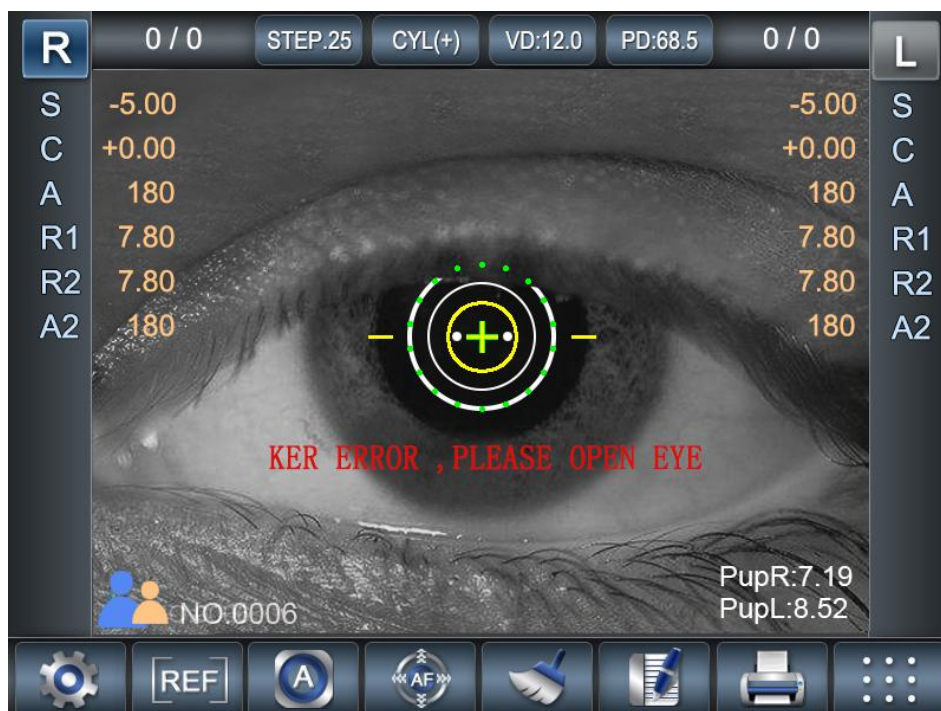 R 0 / 0 STEP.25 CYL(+) VD:12.0 PD:68.5 0 / 0 L
S -5.00 -5.00 S
C +0.00 +0.00 C
A 180 180 A
R1 7.80 7.80 R1
R2 7.80 7.80 R2
A2 180 180 A2
KER ERROR ,PLEASE OPEN EYE
PupR:7.19
NO.0006 PupL:8.52
REF A AF